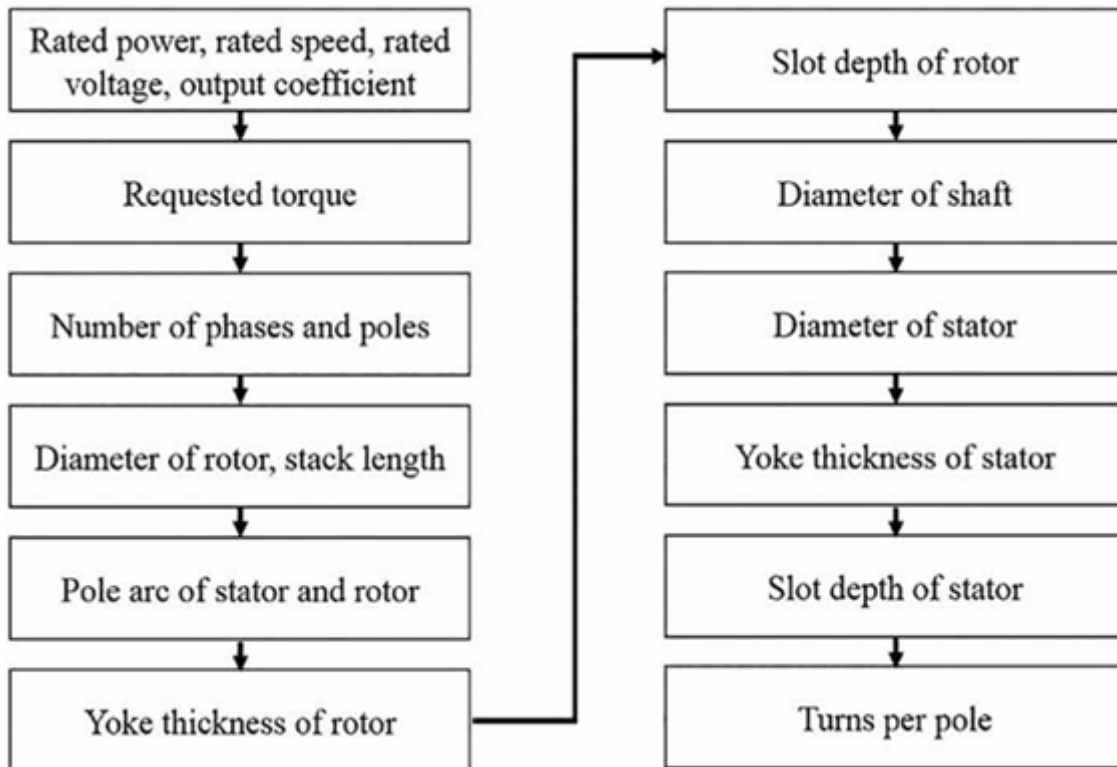 Rated power, rated speed, rated
voltage, output coefficient
Requested torque
Number of phases and poles
Diameter of rotor, stack length
Pole arc of stator and rotor
Yoke thickness of rotor
Slot depth of rotor
Diameter of shaft
Diameter of stator
Yoke thickness of stator
Slot depth of stator
Turns per pole